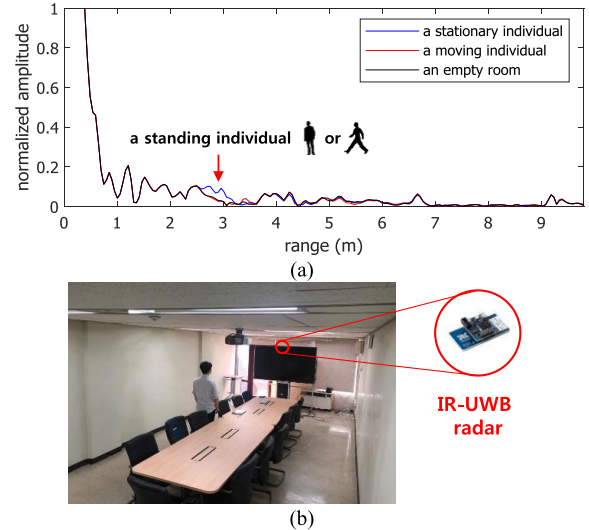 1
0.8
0.6
0.4
0.2
0
normalized amplitude
a stationary individual
a moving individual
an empty room
a standing individual or
0 1 2 3 4 5 6 7 8 9
range (m)
(a)
IR-UWB
radar
(b)